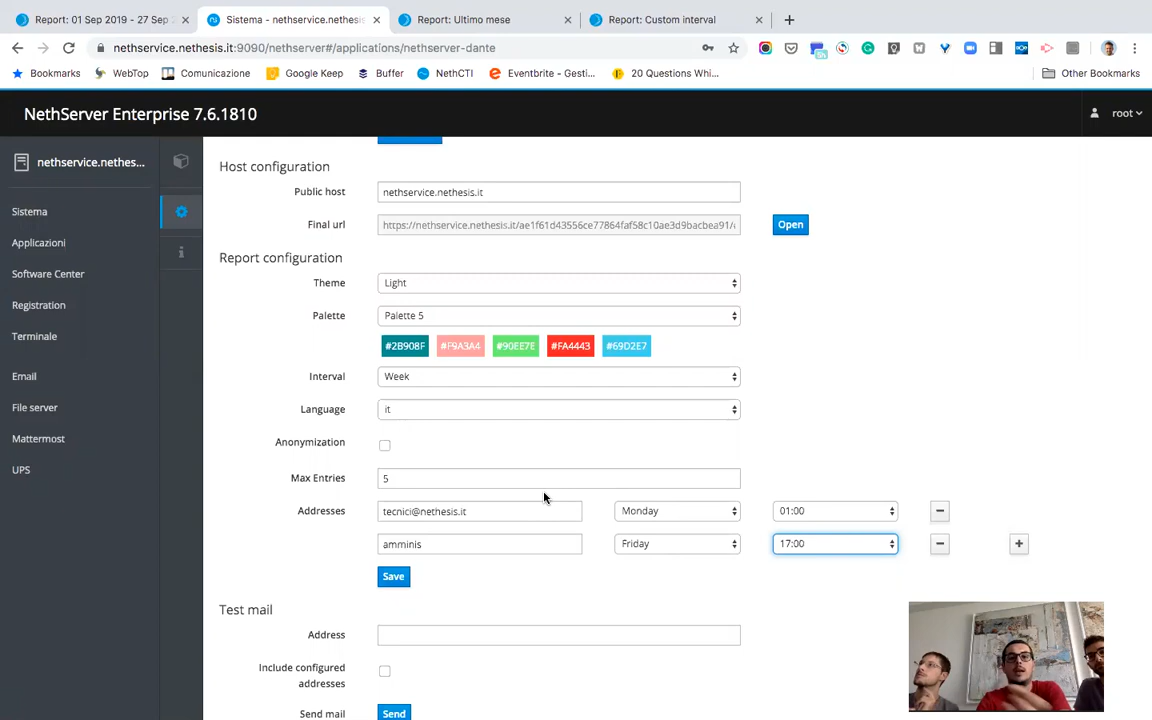 Report: 01 Sep 2019 - 27 Sep 2
Sistema - nethservice.nethesis.
Report: Ultimo mese
Report: Custom interval
nethservice.nethesis.it:9090/nethserver#/applications/nethserver-dante
Bookmarks WebTop Comunicazione Google Keep Buffer NethCTI Eventbrite - Gesti... 20 Questions Whi... Other Bookmarks
NethServer Enterprise 7.6.1810
root
nethservice.nethes...
Sistema
Applicazioni
Software Center
Registration
Terminale
Email
File server
Mattermost
UPS
Host configuration
Public host nethservice.nethesis.it
Final url https://nethservice.nethesis.it/ae1f61d43556ce77864faf58c10ae3d9bacbea91/ Open
Report configuration
Theme Light
Palette Palette 5
#2B908F #F9A3A4 #90EE7E #FA4443 #69D2E7
Interval Week
Language it
Anonymization
Max Entries 5
Addresses tecnici@nethesis.it Monday 01:00
amminis Friday 17:00
Save
Test mail
Address
Include configured
addresses
Send mail Send